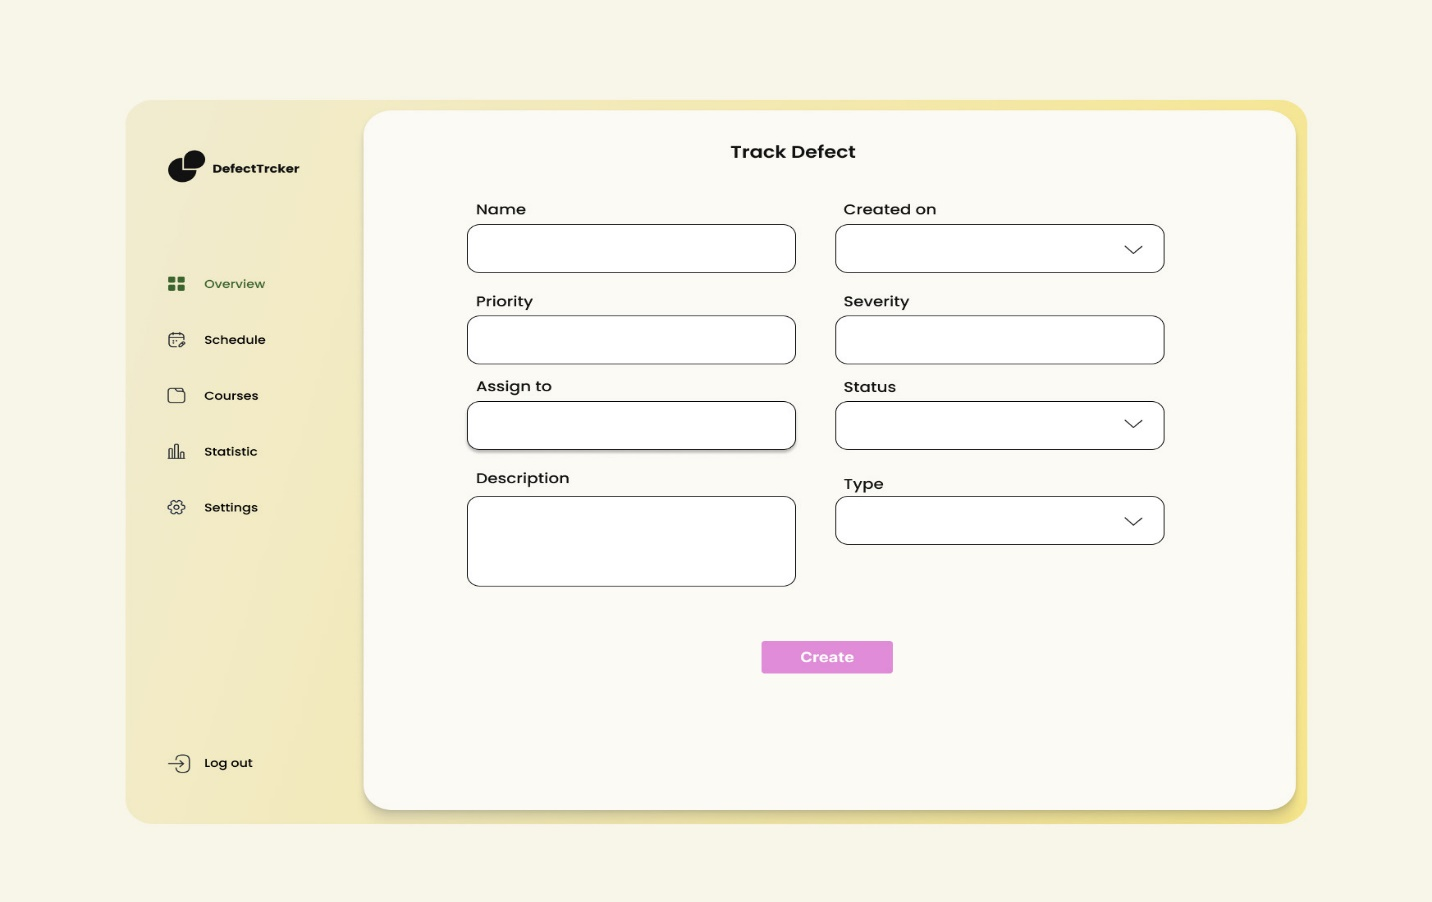 DefectTrcker
Overview
Schedule
Courses
Statistic
Settings
Log out
Track Defect
Name
Created on
Priority
Severity
Assign to
Status
Description
Type
Create